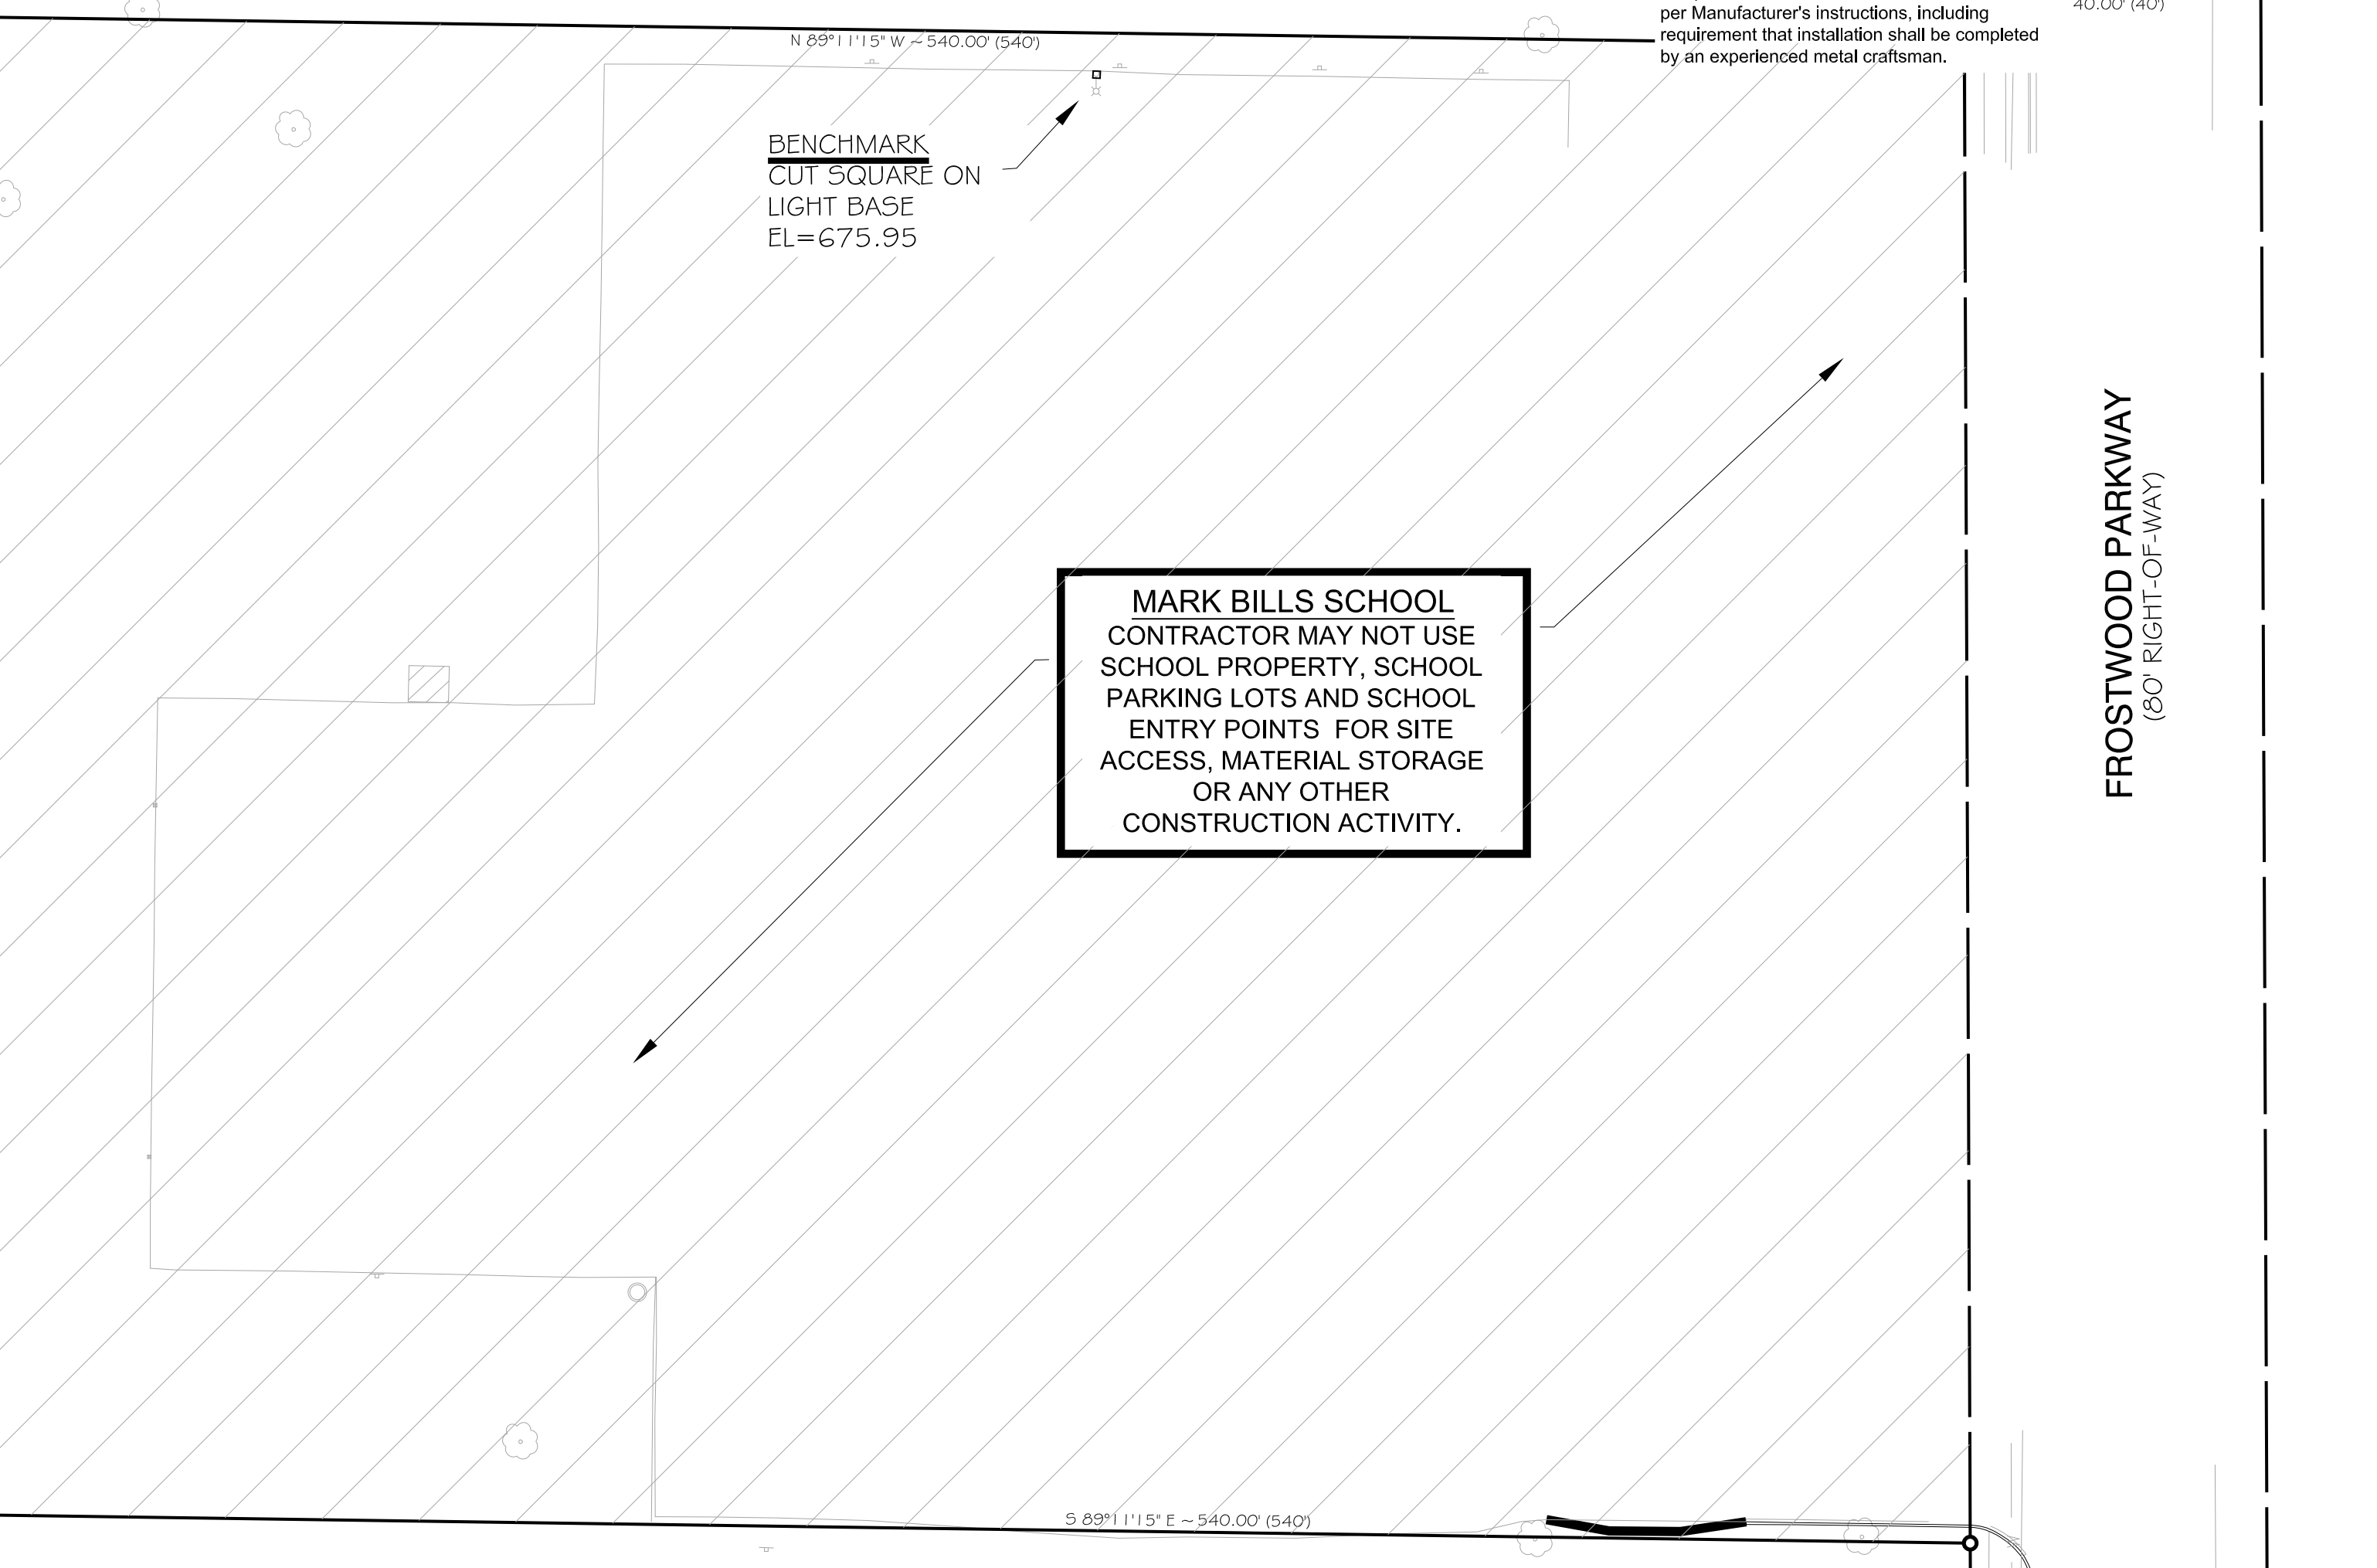 per Manufacturer's instructions, including
requirement that installation shall be completed
by an experienced metal craftsman.
40.00' (40')
N 89°11'15" W ~ 540.00' (540')
BENCHMARK
CUT SQUARE ON
LIGHT BASE
EL=675.95
MARK BILLS SCHOOL
CONTRACTOR MAY NOT USE
SCHOOL PROPERTY, SCHOOL
PARKING LOTS AND SCHOOL
ENTRY POINTS FOR SITE
ACCESS, MATERIAL STORAGE
OR ANY OTHER
CONSTRUCTION ACTIVITY.
FROSTWOOD PARKWAY
(80' RIGHT-OF-WAY)
S 89°11'15" E ~ 540.00' (540')